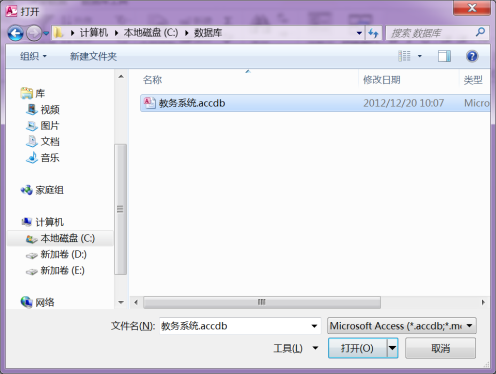 打开
计算机 本地磁盘 (C:) 数据库
搜索 数据库
组织 新建文件夹
名称 修改日期 类型
教务系统.accdb 2012/12/20 10:07 Micro
库
视频
图片
文档
音乐
家庭组
计算机
本地磁盘 (C:)
新加卷 (D:)
新加卷 (E:)
网络
文件名(N): 教务系统.accdb Microsoft Access (*.accdb;*.m
工具(L) 打开(O) 取消